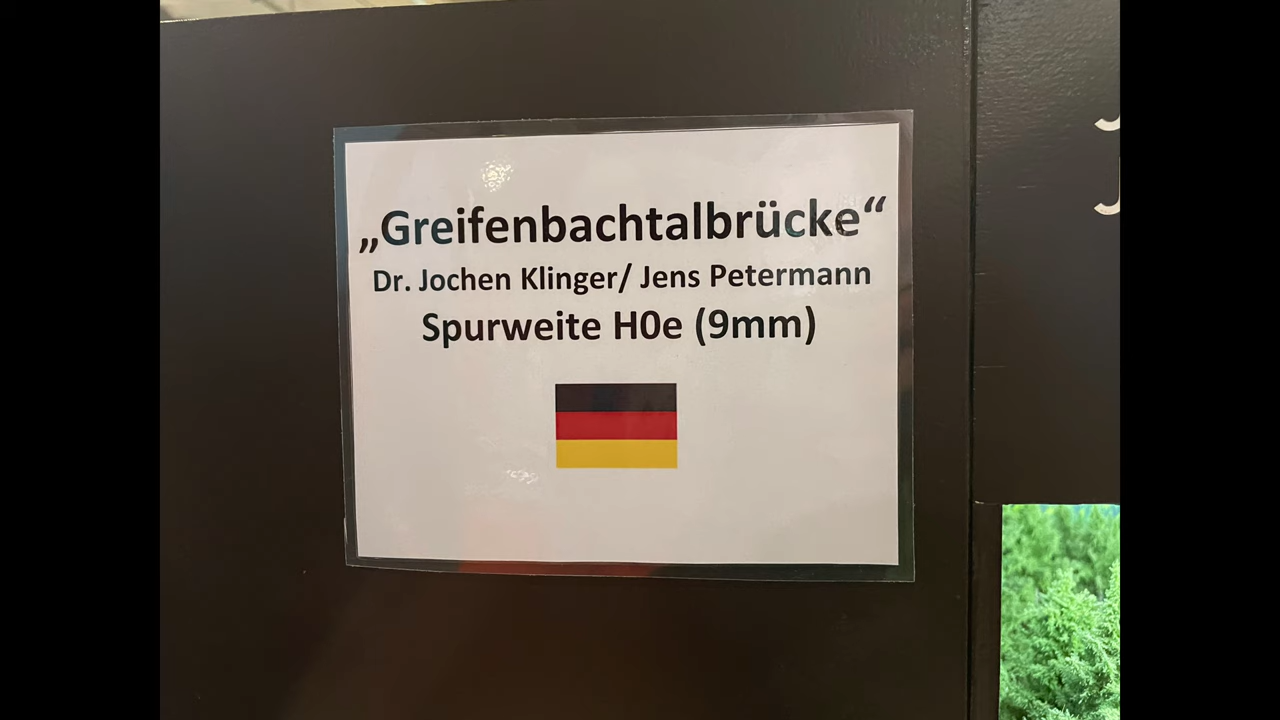 „Greifenbachtalbrücke“
Dr. Jochen Klinger/ Jens Petermann
Spurweite H0e (9mm)